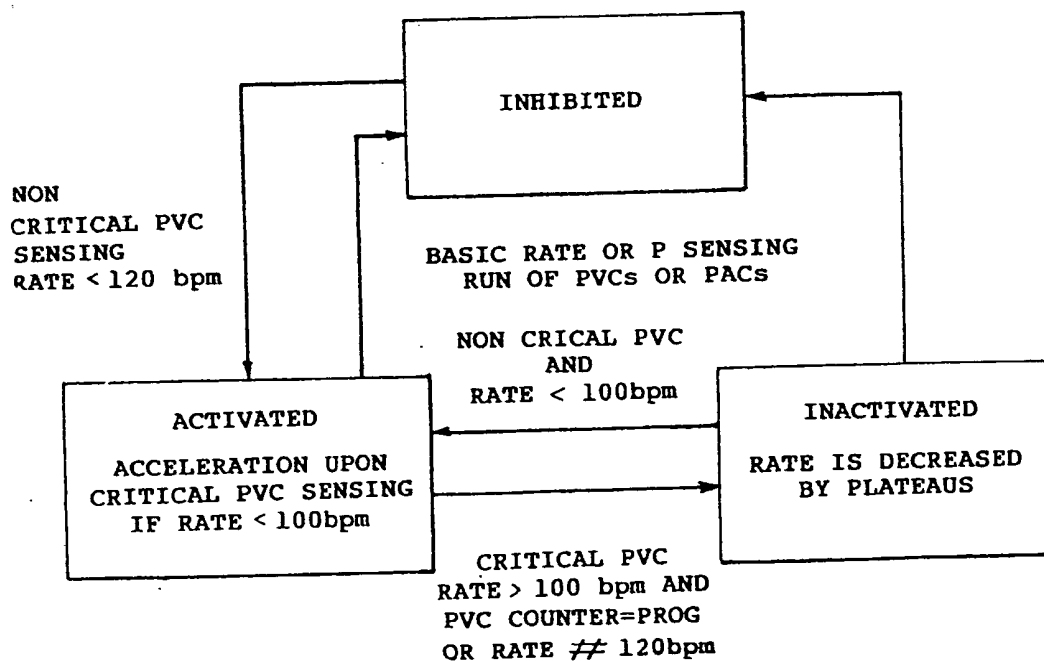 INHIBITED
NON
CRITICAL PVC
SENSING
RATE < 120 bpm
BASIC RATE OR P SENSING
RUN OF PVCs OR PACs
NON CRICAL PVC
AND
RATE < 100bpm
ACTIVATED
ACCELERATION UPON
CRITICAL PVC SENSING
IF RATE < 100bpm
INACTIVATED
RATE IS DECREASED
BY PLATEAUS
CRITICAL PVC
RATE > 100 bpm AND
PVC COUNTER=PROG
OR RATE ≠ 120bpm